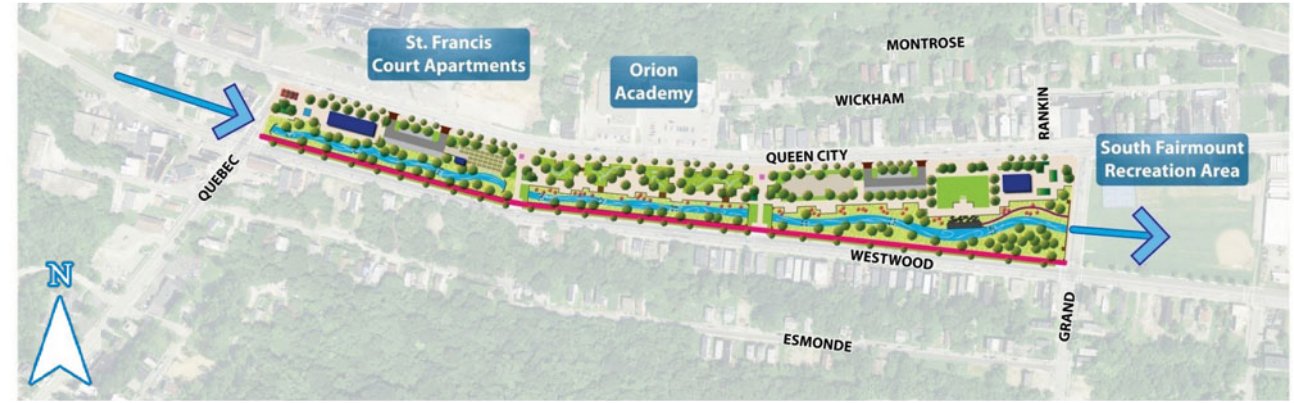 St. Francis
Court Apartments
Orion
Academy
MONTROSE
WICKHAM
RANKIN
QUEEN CITY
South Fairmount
Recreation Area
QUEBEC
WESTWOOD
N
GRAND
ESMONDE